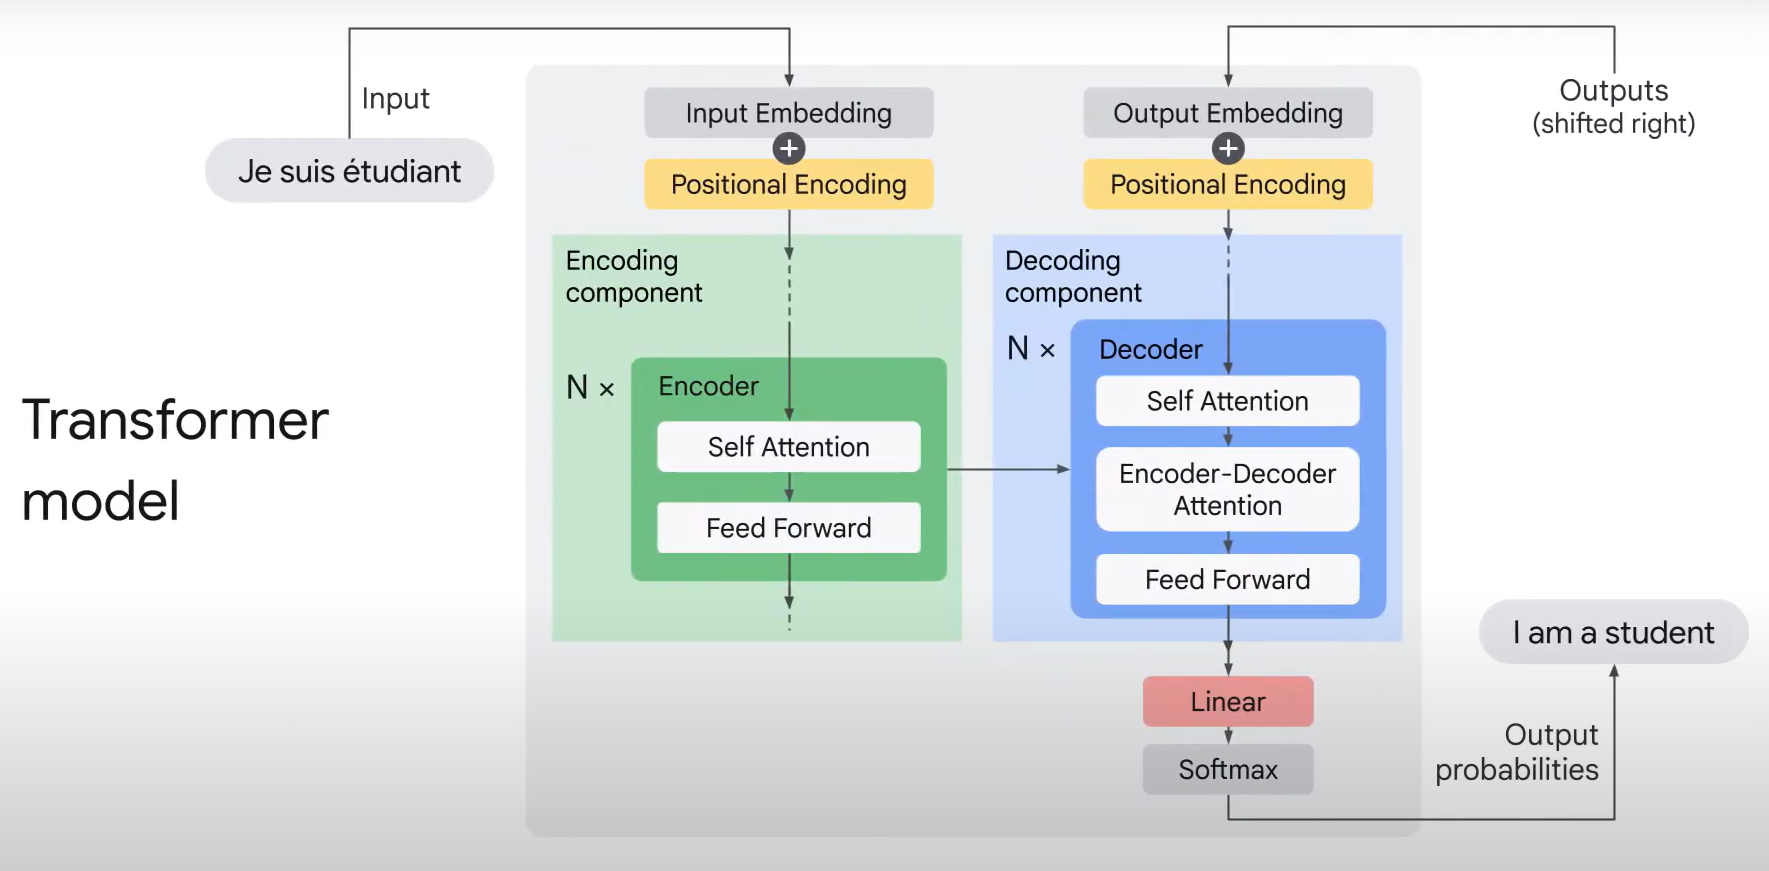 Transformer
model
Input
Je suis étudiant
Input Embedding
+
Positional Encoding
Encoding
component
N ×
Encoder
Self Attention
Feed Forward
Outputs
(shifted right)
Output Embedding
+
Positional Encoding
Decoding
component
N ×
Decoder
Self Attention
Encoder-Decoder
Attention
Feed Forward
Linear
Softmax
Output
probabilities
I am a student